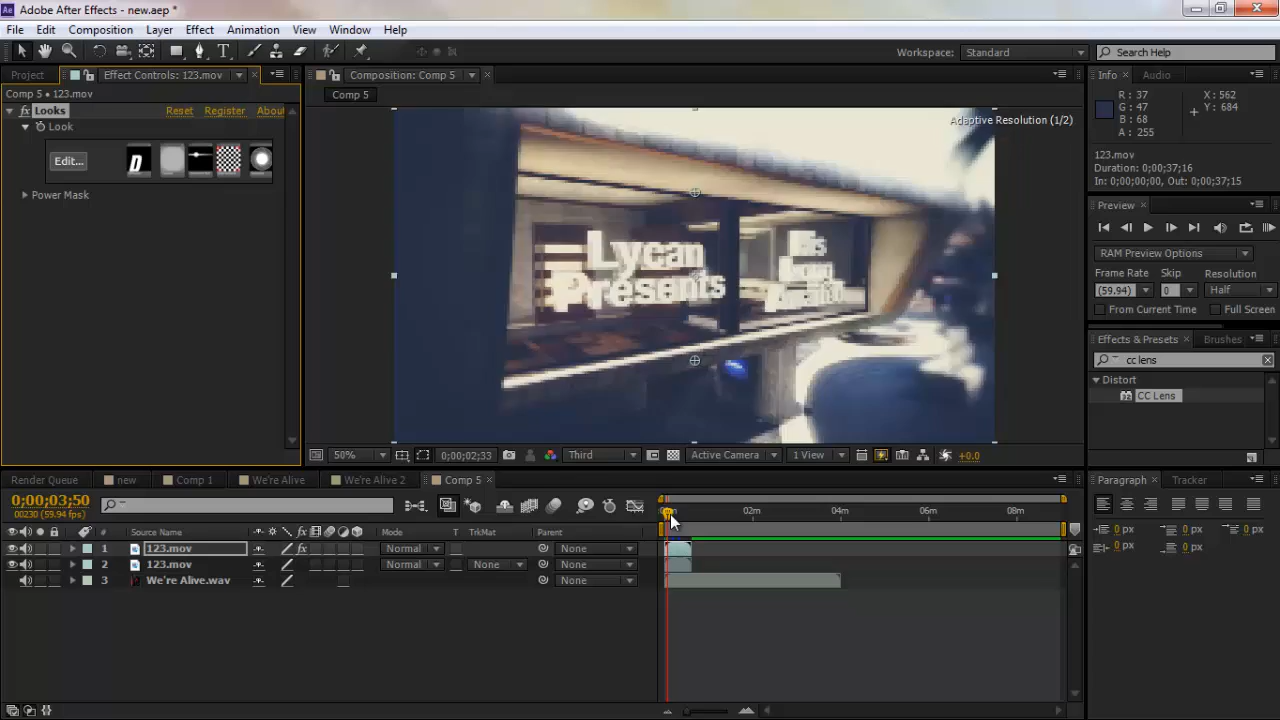 Adobe After Effects - new.aep *
File Edit Composition Layer Effect Animation View Window Help
Workspace: Standard Search Help
Project Effect Controls: 123.mov Composition: Comp 5 Info Audio
Comp 5 • 123.mov
Comp 5
Looks Reset Register About
Look
Edit...
Power Mask
Adaptive Resolution (1/2)
Lycan
Presents
R : 37
G : 47
B : 68
A : 255
X : 562
Y : 684
123.mov
Duration: 0;00;37;16
In: 0;00;00;00, Out: 0;00;37;15
Preview
RAM Preview Options
Frame Rate Skip Resolution
(59.94) 0 Half
From Current Time Full Screen
Effects & Presets Brushes
cc lens
Distort
CC Lens
50% 0;00;02;33 Third Active Camera 1 View +0.0
Render Queue new Comp 1 We're Alive We're Alive 2 Comp 5
0;00;03;50
00230 (59.94 fps)
02m 04m 06m 08m
Source Name Mode T TrkMat Parent
1 123.mov Normal None
2 123.mov Normal None None
3 We're Alive.wav None
Paragraph Tracker
0 px 0 px 0 px
0 px 0 px